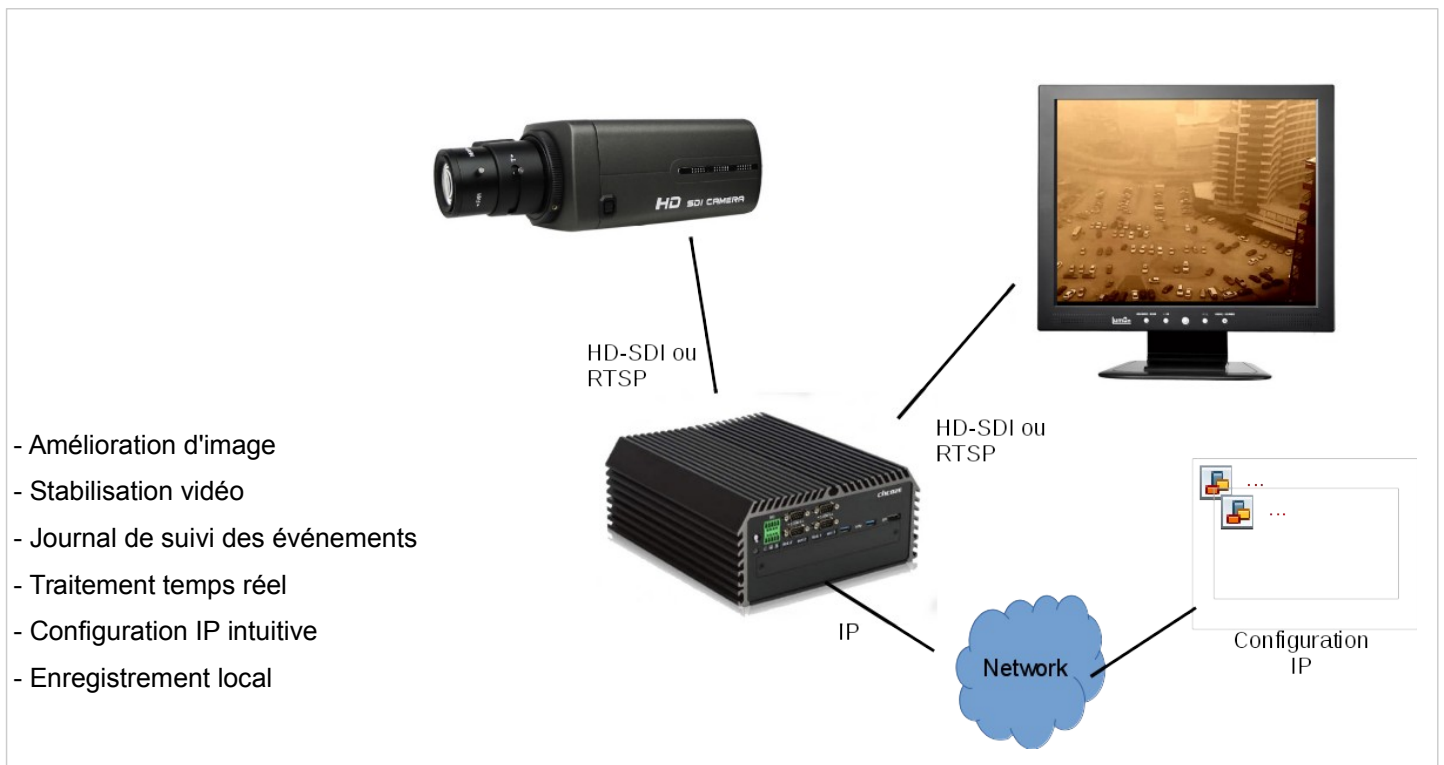 HD SDI CAMERA
HD-SDI ou
RTSP
HD-SDI ou
RTSP
- Amélioration d'image
- Stabilisation vidéo
- Journal de suivi des événements
- Traitement temps réel
- Configuration IP intuitive
- Enregistrement local
...
...
IP
Network
Configuration
IP